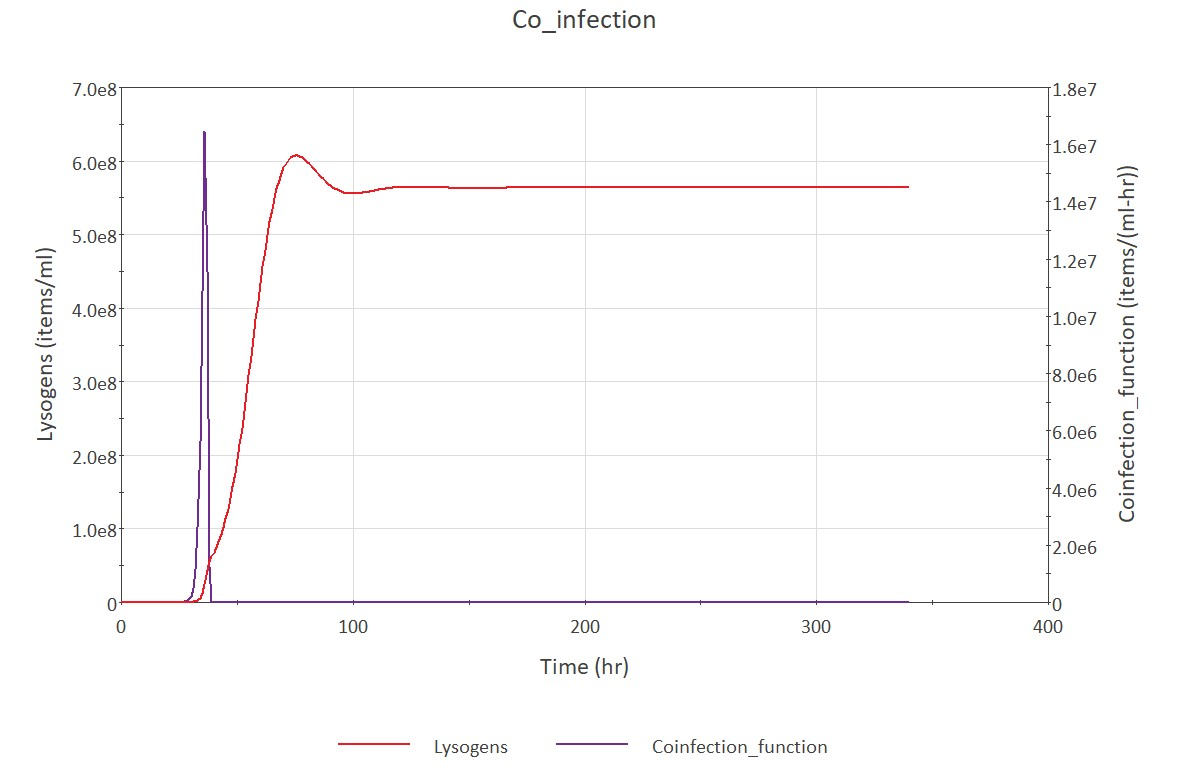 Co_infection
7.0e8
6.0e8
5.0e8
4.0e8
3.0e8
2.0e8
1.0e8
0
Lysogens (items/ml)
1.8e7
1.6e7
1.4e7
1.2e7
1.0e7
8.0e6
6.0e6
4.0e6
2.0e6
0
Coinfection_function (items/(ml-hr))
0 100 200 300 400
Time (hr)
Lysogens Coinfection_function